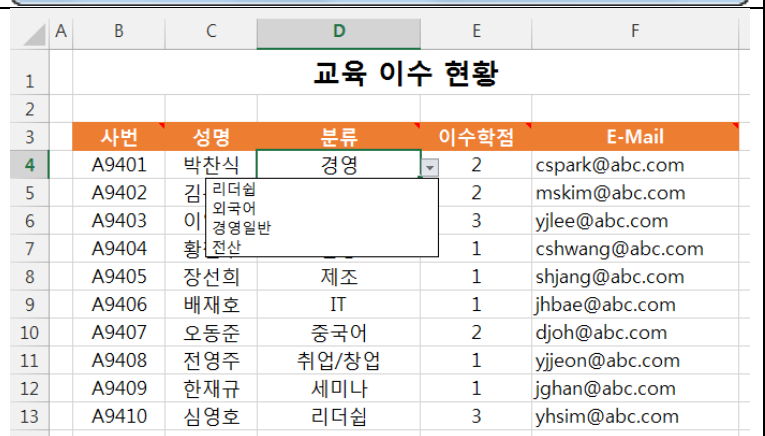 A B C D E F
1 교육 이수 현황
2
3 사번 성명 분류 이수학점 E-Mail
4 A9401 박찬식 경영 2 cspark@abc.com
5 A9402 김 리더쉽 2 mskim@abc.com
외국어
6 A9403 이 3 yjlee@abc.com
경영일반
7 A9404 황 전산 1 cshwang@abc.com
8 A9405 장선희 제조 1 shjang@abc.com
9 A9406 배재호 IT 1 jhbae@abc.com
10 A9407 오동준 중국어 2 djoh@abc.com
11 A9408 전영주 취업/창업 1 yjjeon@abc.com
12 A9409 한재규 세미나 1 jghan@abc.com
13 A9410 심영호 리더쉽 3 yhsim@abc.com